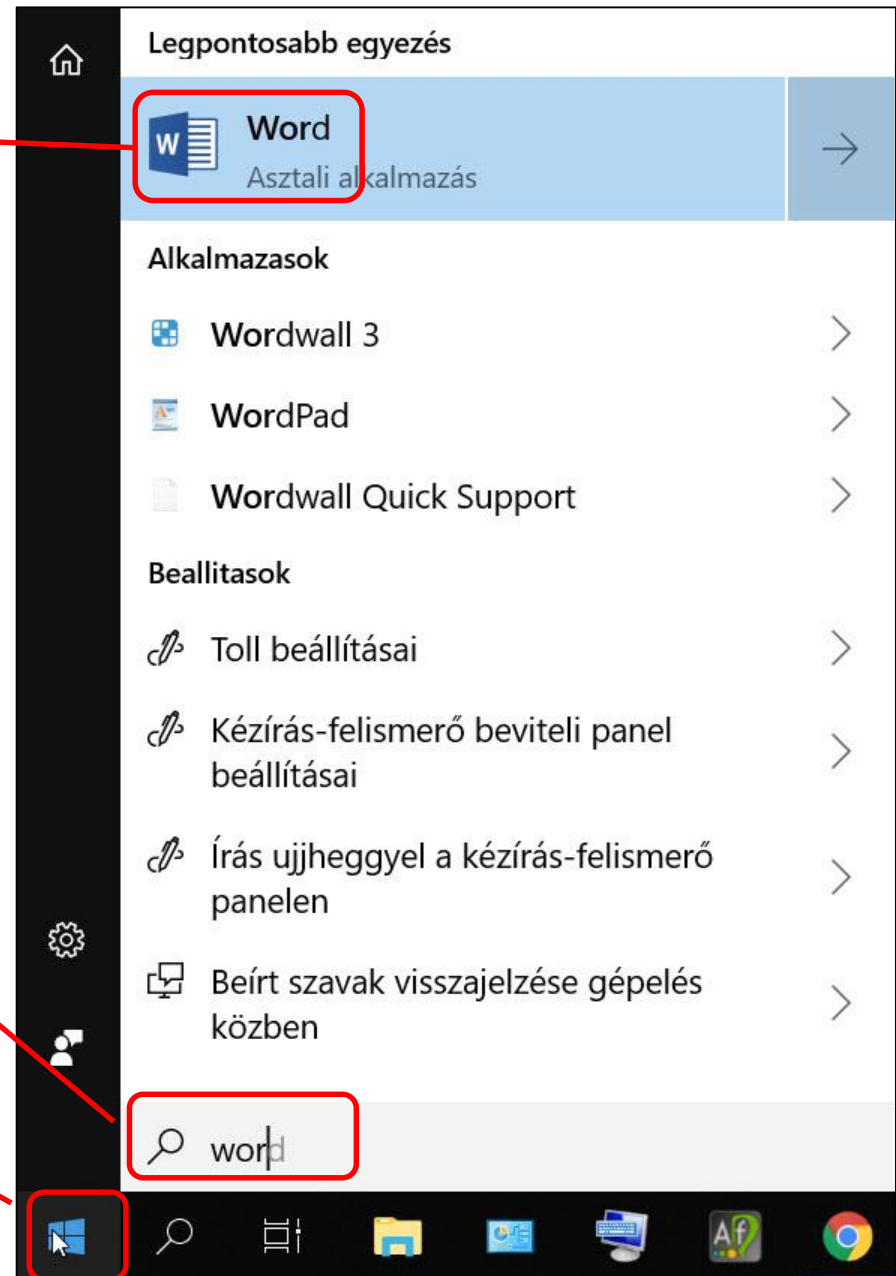 Legpontosabb egyezés
Word
Asztali alkalmazás
Alkalmazasok
Wordwall 3
WordPad
Wordwall Quick Support
Beallitasok
Toll beállításai
Kézírás-felismerő beviteli panel
beállításai
Írás ujjheggyel a kézírás-felismerő
panelen
Beírt szavak visszajelzése gépelés
közben
word